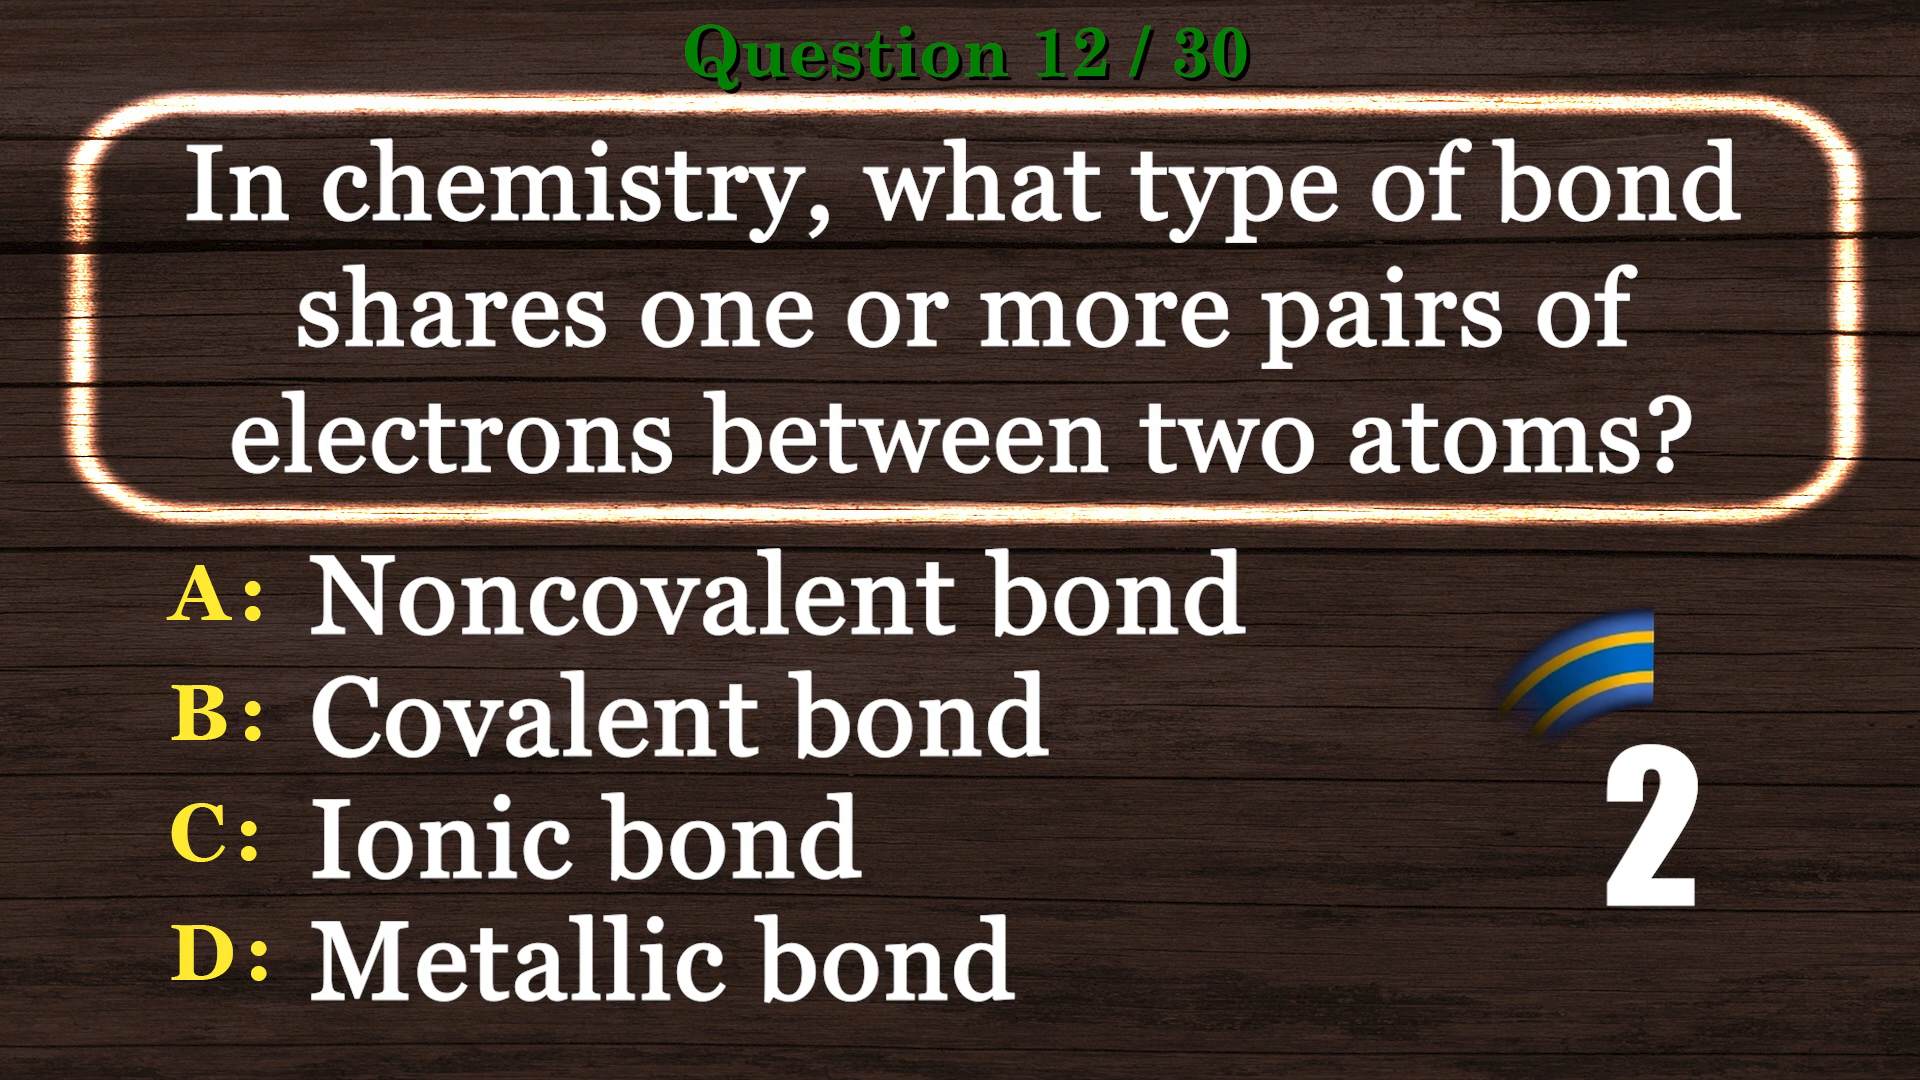 Question 12 / 30
In chemistry, what type of bond
shares one or more pairs of
electrons between two atoms?
A: Noncovalent bond
B: Covalent bond
C: Ionic bond
D: Metallic bond
2